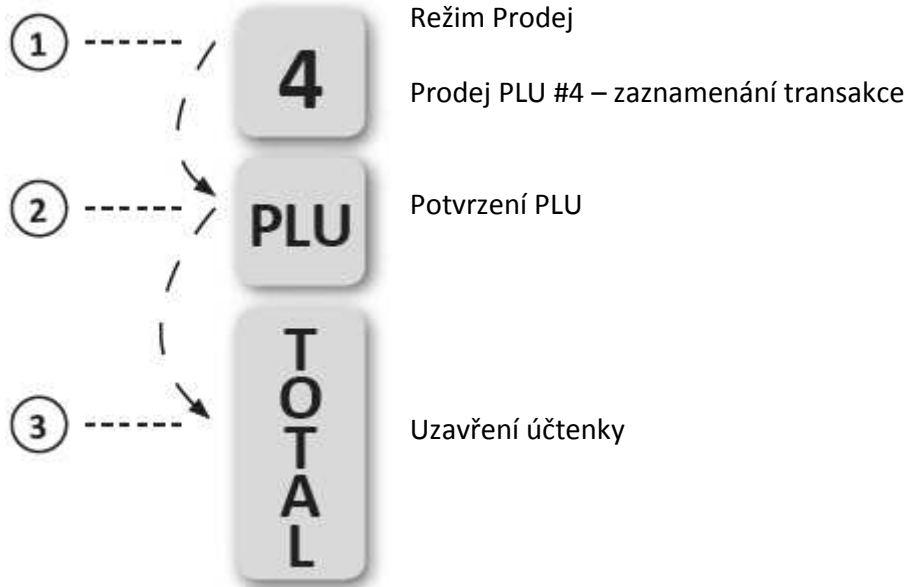 Režim Prodej
1
4
Prodej PLU #4 – zaznamenání transakce
2
PLU
Potvrzení PLU
3
TOTAL
Uzavření účtenky